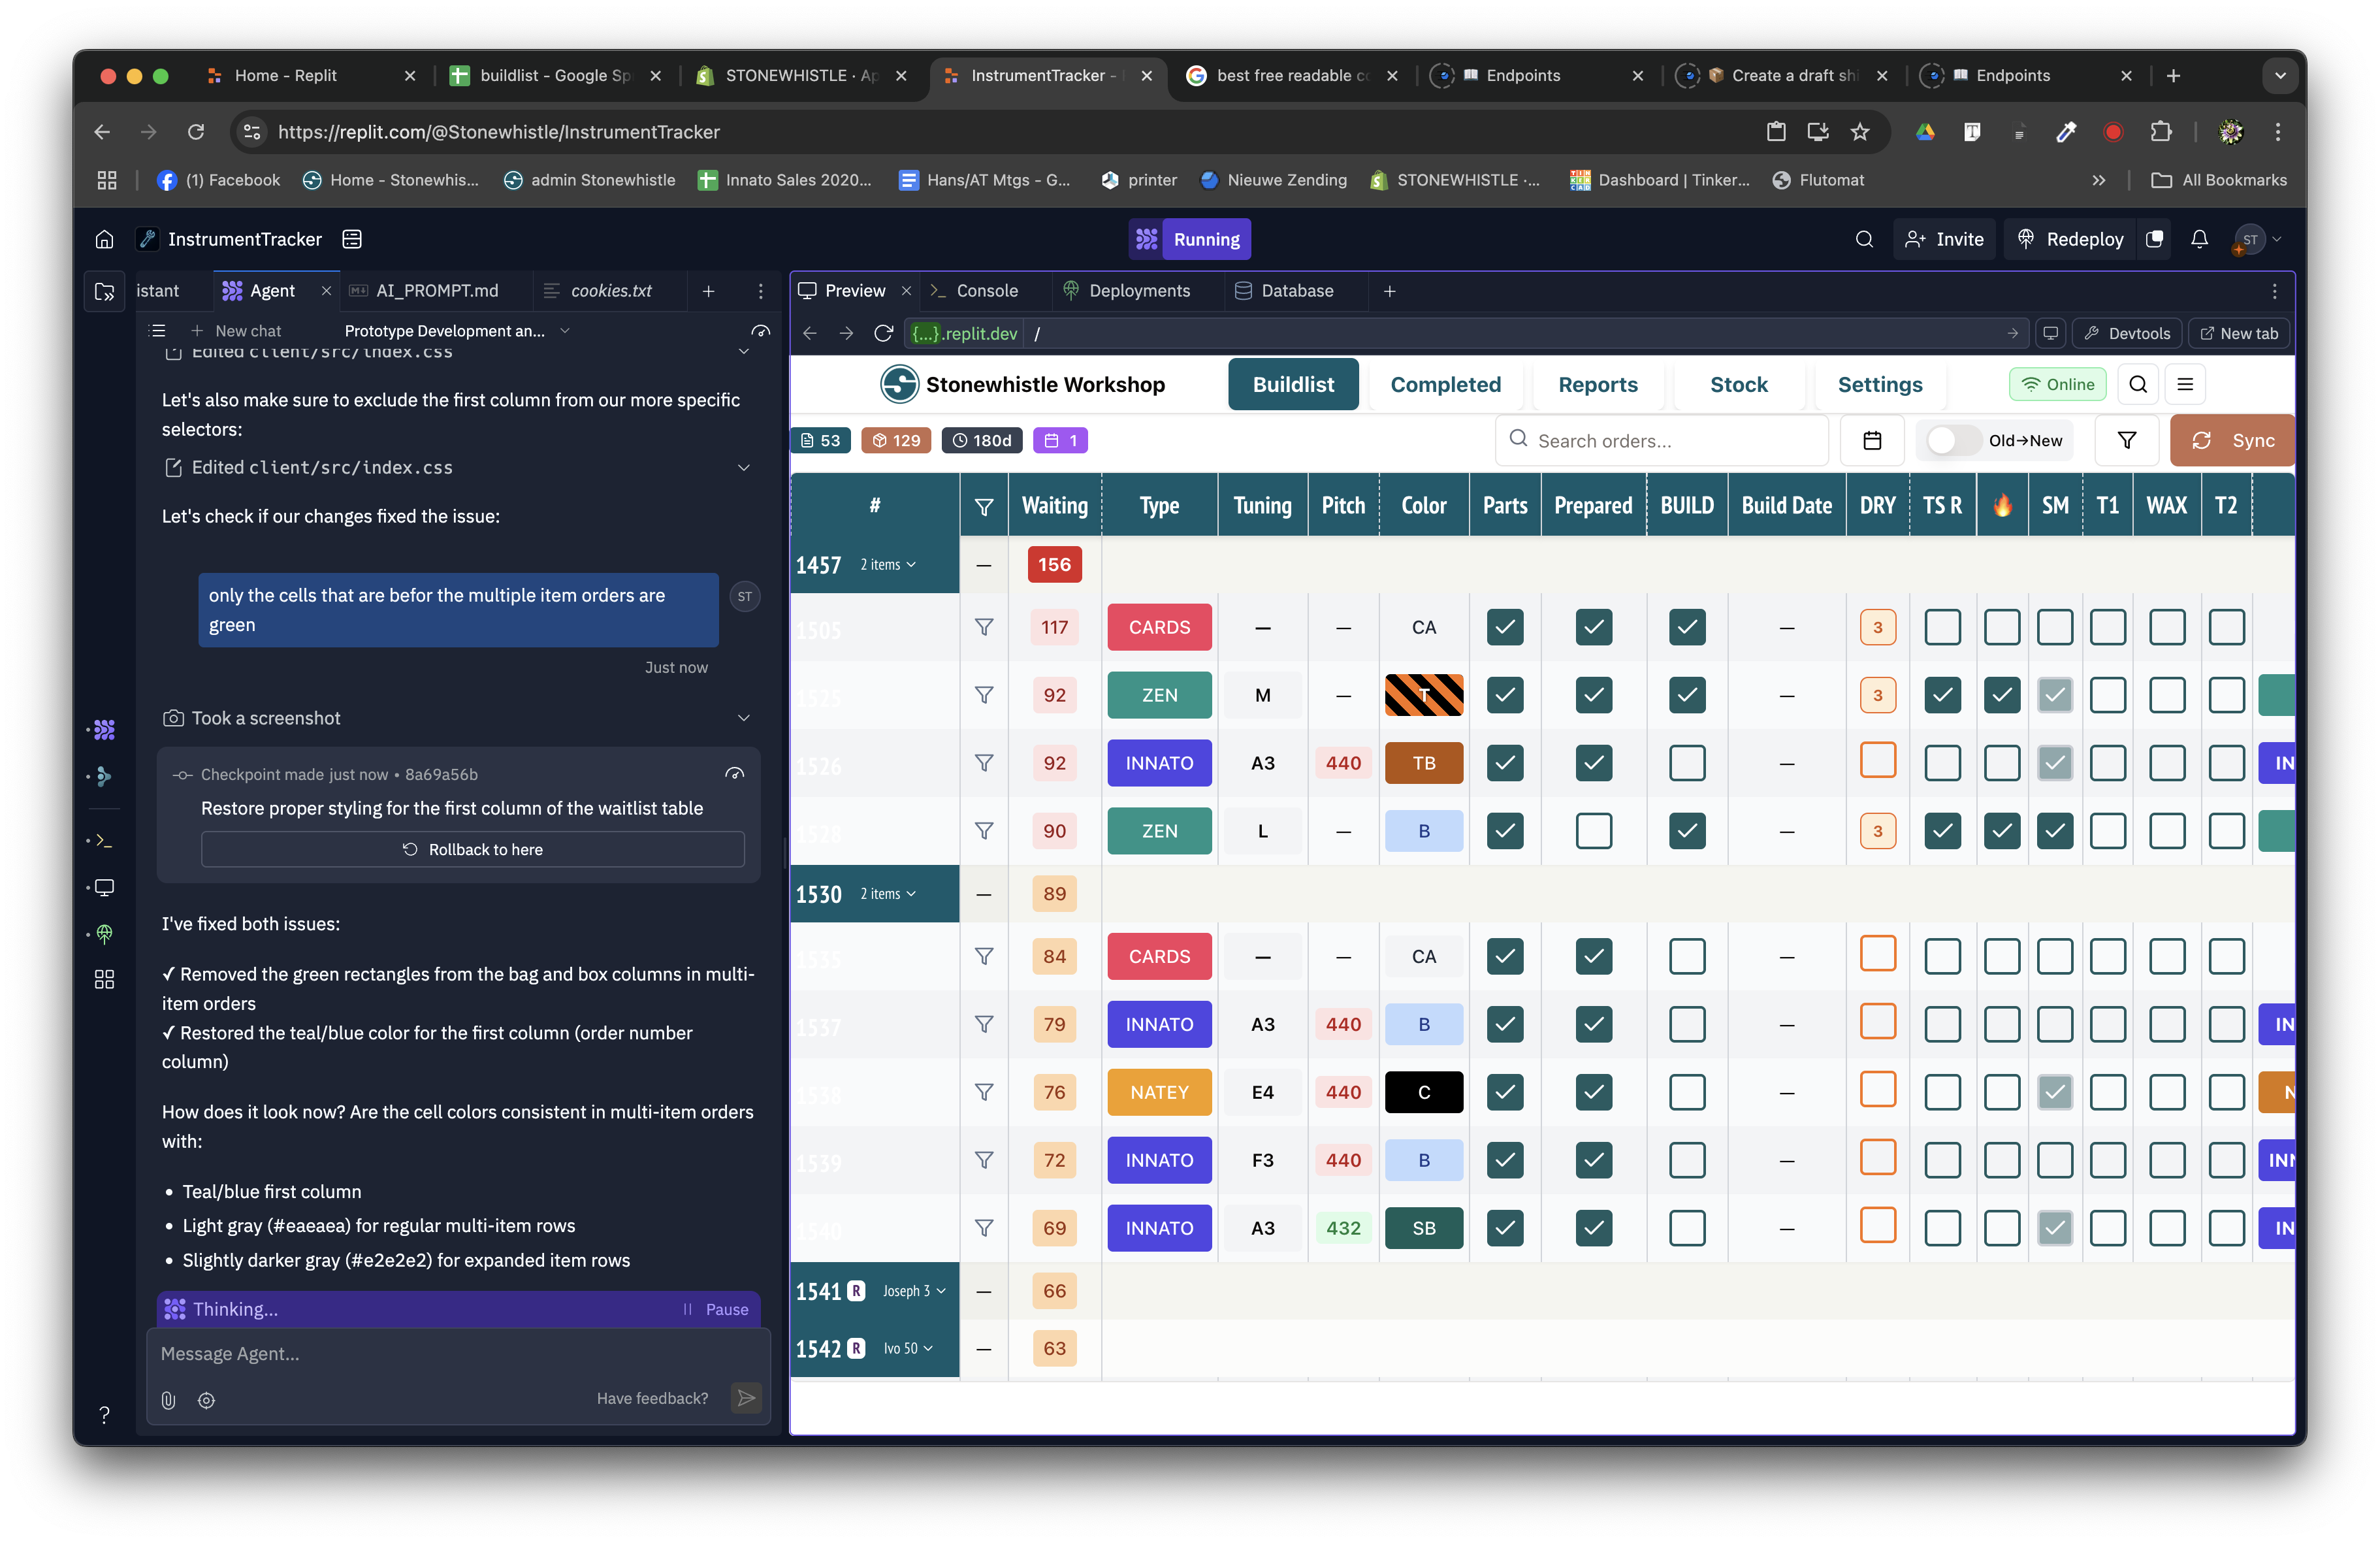 Home - Replit
buildlist - Google Sp
STONEWHISTLE · Ap
InstrumentTracker -
best free readable co
Endpoints
Create a draft shi
Endpoints
https://replit.com/@Stonewhistle/InstrumentTracker
(1) Facebook
Home - Stonewhis...
admin Stonewhistle
Innato Sales 2020...
Hans/AT Mtgs - G...
printer
Nieuwe Zending
STONEWHISTLE ·...
Dashboard | Tinker...
Flutomat
All Bookmarks
InstrumentTracker
Running
Invite
Redeploy
ST
istant
Agent
AI_PROMPT.md
cookies.txt
New chat
Prototype Development an...
Edited client/src/index.css
Let's also make sure to exclude the first column from our more specific
selectors:
Edited client/src/index.css
Let's check if our changes fixed the issue:
only the cells that are befor the multiple item orders are
green
ST
Just now
Took a screenshot
Checkpoint made just now • 8a69a56b
Restore proper styling for the first column of the waitlist table
Rollback to here
I've fixed both issues:
✓ Removed the green rectangles from the bag and box columns in multi-
item orders
✓ Restored the teal/blue color for the first column (order number
column)
How does it look now? Are the cell colors consistent in multi-item orders
with:
• Teal/blue first column
• Light gray (#eaeaea) for regular multi-item rows
• Slightly darker gray (#e2e2e2) for expanded item rows
Thinking...
Pause
Message Agent...
Have feedback?
?
Preview
Console
Deployments
Database
{...}.replit.dev
/
Devtools
New tab
Stonewhistle Workshop
Buildlist
Completed
Reports
Stock
Settings
Online
53
129
180d
1
Search orders...
Old→New
Sync
# Waiting Type Tuning Pitch Color Parts Prepared BUILD Build Date DRY TS R 🔥 SM T1 WAX T2
1457 2 items — 156
1505 117 CARDS — — CA — 3
1525 92 ZEN M — T — 3
1526 92 INNATO A3 440 TB — IN
1528 90 ZEN L — B — 3
1530 2 items — 89
1535 84 CARDS — — CA —
1537 79 INNATO A3 440 B — IN
1538 76 NATEY E4 440 C — N
1539 72 INNATO F3 440 B — INN
1540 69 INNATO A3 432 SB — IN
1541 R Joseph 3 — 66
1542 R Ivo 50 — 63